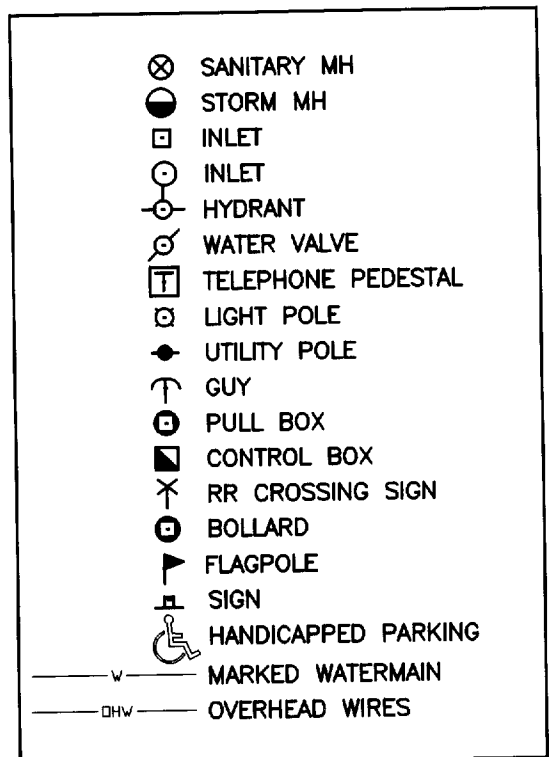 SANITARY MH
STORM MH
INLET
INLET
HYDRANT
WATER VALVE
T TELEPHONE PEDESTAL
LIGHT POLE
UTILITY POLE
GUY
PULL BOX
CONTROL BOX
RR CROSSING SIGN
BOLLARD
FLAGPOLE
SIGN
HANDICAPPED PARKING
W MARKED WATERMAIN
OHW OVERHEAD WIRES